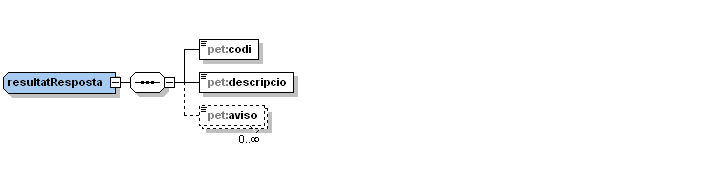 pet:codi
resultatResposta
pet:descripcio
pet:aviso
0..∞